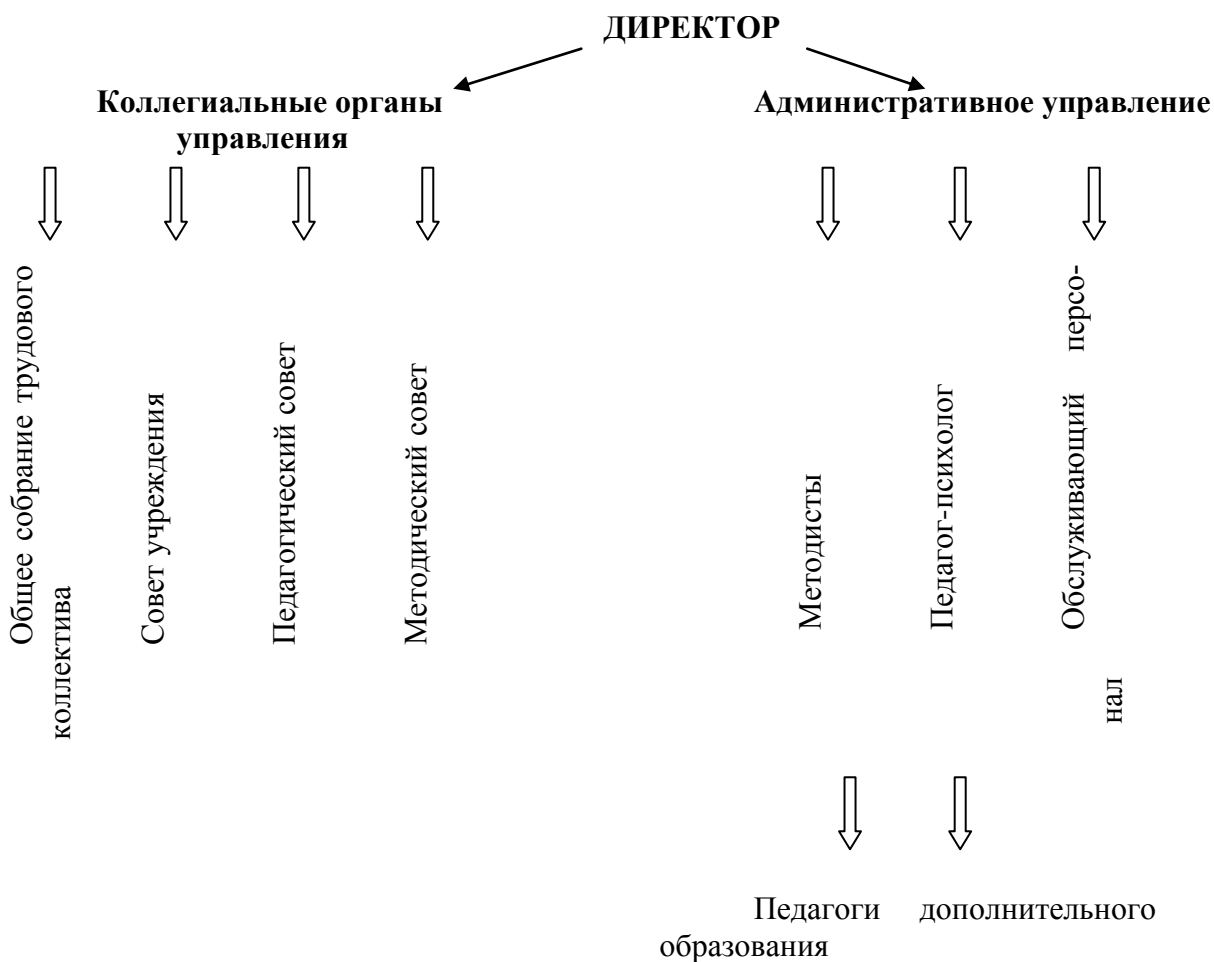 ДИРЕКТОР
Коллегиальные органы
управления
Административное управление
Общее собрание трудового
коллектива
Совет учреждения
Педагогический совет
Методический совет
Методисты
Педагог-психолог
Обслуживающий персо-
нал
Педагоги дополнительного
образования